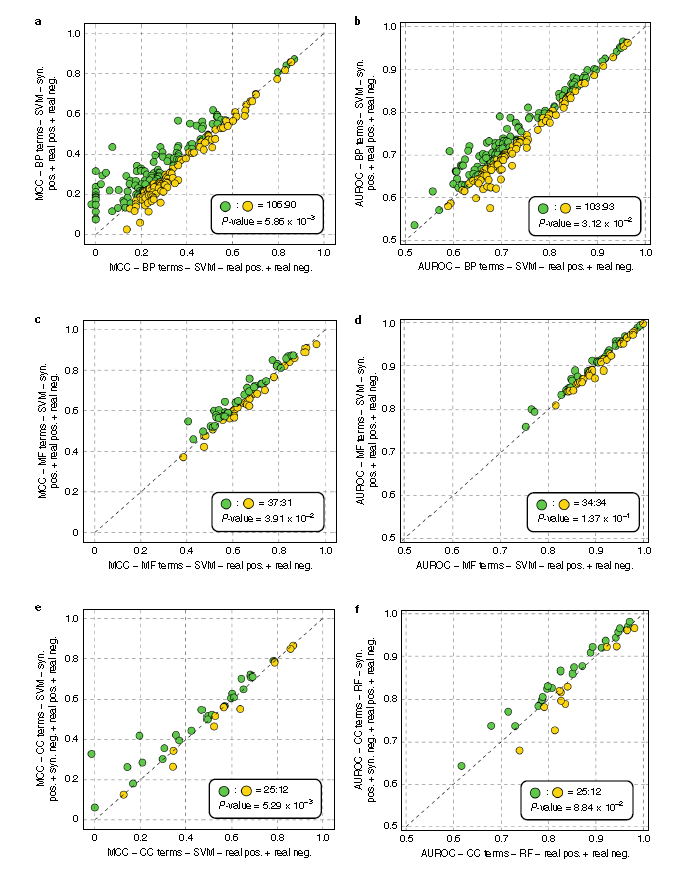 a
1.0
0.8
0.6
0.4
0.2
0
0 0.2 0.4 0.6 0.8 1.0
MCC – BP terms – SVM – syn.
pos. + real pos. + real neg.
MCC – BP terms – SVM – real pos. + real neg.
: = 106:90
P-value = 5.86 x 10⁻³
b
1.0
0.9
0.8
0.7
0.6
0.5
0.5 0.6 0.7 0.8 0.9 1.0
AUROC – BP terms – SVM – syn.
pos. + real pos. + real neg.
AUROC – BP terms – SVM – real pos. + real neg.
: = 103:93
P-value = 3.12 x 10⁻²
c
1.0
0.8
0.6
0.4
0.2
0
0 0.2 0.4 0.6 0.8 1.0
MCC – MF terms – SVM – syn.
pos. + real pos. + real neg.
MCC – MF terms – SVM – real pos. + real neg.
: = 37:31
P-value = 3.91 x 10⁻²
d
1.0
0.9
0.8
0.7
0.6
0.5
0.5 0.6 0.7 0.8 0.9 1.0
AUROC – MF terms – SVM – syn.
pos. + real pos. + real neg.
AUROC – MF terms – SVM – real pos. + real neg.
: = 34:34
P-value = 1.37 x 10⁻¹
e
1.0
0.8
0.6
0.4
0.2
0
0 0.2 0.4 0.6 0.8 1.0
MCC – CC terms – SVM – syn.
pos. + syn. neg. + real pos. + real neg.
MCC – CC terms – SVM – real pos. + real neg.
: = 25:12
P-value = 5.29 x 10⁻³
f
1.0
0.9
0.8
0.7
0.6
0.5
0.5 0.6 0.7 0.8 0.9 1.0
AUROC – CC terms – RF – syn.
pos. + syn. neg. + real pos. + real neg.
AUROC – CC terms – RF – real pos. + real neg.
: = 25:12
P-value = 8.84 x 10⁻²